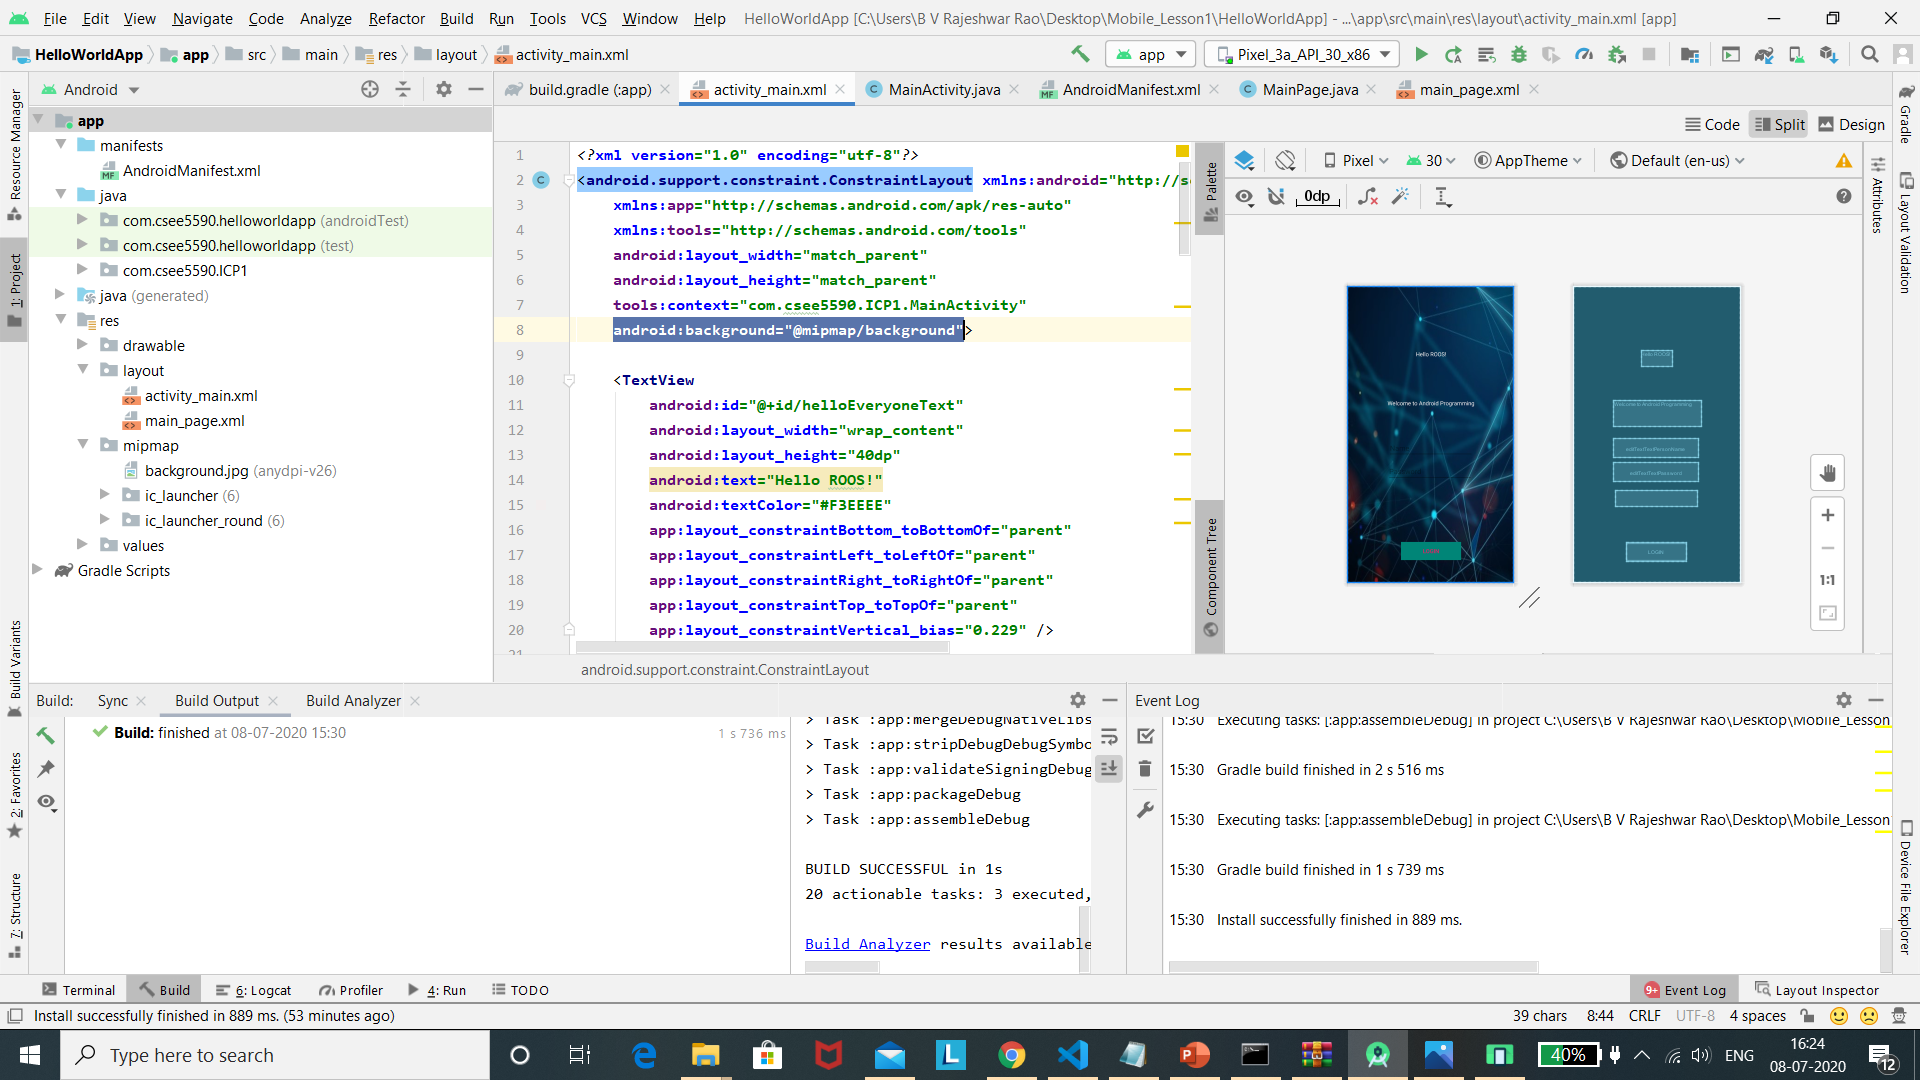 File Edit View Navigate Code Analyze Refactor Build Run Tools VCS Window Help HelloWorldApp [C:\Users\B V Rajeshwar Rao\Desktop\Mobile_Lesson1\HelloWorldApp] - ...\app\src\main\res\layout\activity_main.xml [app]
HelloWorldApp app src main res layout activity_main.xml app Pixel_3a_API_30_x86
Android build.gradle (:app) activity_main.xml MainActivity.java AndroidManifest.xml MainPage.java main_page.xml
Code Split Design
Resource Manager
1: Project
Build Variants
2: Favorites
7: Structure
app
manifests
AndroidManifest.xml
java
com.csee5590.helloworldapp (androidTest)
com.csee5590.helloworldapp (test)
com.csee5590.ICP1
java (generated)
res
drawable
layout
activity_main.xml
main_page.xml
mipmap
background.jpg (anydpi-v26)
ic_launcher (6)
ic_launcher_round (6)
values
Gradle Scripts
1 <?xml version="1.0" encoding="utf-8"?>
2 <android.support.constraint.ConstraintLayout xmlns:android="http://sc
3 xmlns:app="http://schemas.android.com/apk/res-auto"
4 xmlns:tools="http://schemas.android.com/tools"
5 android:layout_width="match_parent"
6 android:layout_height="match_parent"
7 tools:context="com.csee5590.ICP1.MainActivity"
8 android:background="@mipmap/background">
9
10 <TextView
11 android:id="@+id/helloEveryoneText"
12 android:layout_width="wrap_content"
13 android:layout_height="40dp"
14 android:text="Hello ROOS!"
15 android:textColor="#F3EEEE"
16 app:layout_constraintBottom_toBottomOf="parent"
17 app:layout_constraintLeft_toLeftOf="parent"
18 app:layout_constraintRight_toRightOf="parent"
19 app:layout_constraintTop_toTopOf="parent"
20 app:layout_constraintVertical_bias="0.229" />
21
android.support.constraint.ConstraintLayout
Palette
Component Tree
Pixel 30 AppTheme Default (en-us)
0dp
Hello ROOS!
Welcome to Android Programming
Hello ROOS!
Welcome to Android Programming
LOGIN
1:1
Attributes
Gradle
Layout Validation
Device File Explorer
Build: Sync Build Output Build Analyzer
Build: finished at 08-07-2020 15:30 1 s 736 ms
> Task :app:mergeDebugNativeLibs
> Task :app:stripDebugDebugSymbo
> Task :app:validateSigningDebug
> Task :app:packageDebug
> Task :app:assembleDebug
BUILD SUCCESSFUL in 1s
20 actionable tasks: 3 executed,
Build Analyzer results available
Event Log
15:30 Executing tasks: [:app:assembleDebug] in project C:\Users\B V Rajeshwar Rao\Desktop\Mobile_Lesson
15:30 Gradle build finished in 2 s 516 ms
15:30 Executing tasks: [:app:assembleDebug] in project C:\Users\B V Rajeshwar Rao\Desktop\Mobile_Lesson
15:30 Gradle build finished in 1 s 739 ms
15:30 Install successfully finished in 889 ms.
Terminal Build 6: Logcat Profiler 4: Run TODO 9+ Event Log Layout Inspector
Install successfully finished in 889 ms. (53 minutes ago) 39 chars 8:44 CRLF UTF-8 4 spaces
Type here to search 40% ENG 16:24
08-07-2020 12